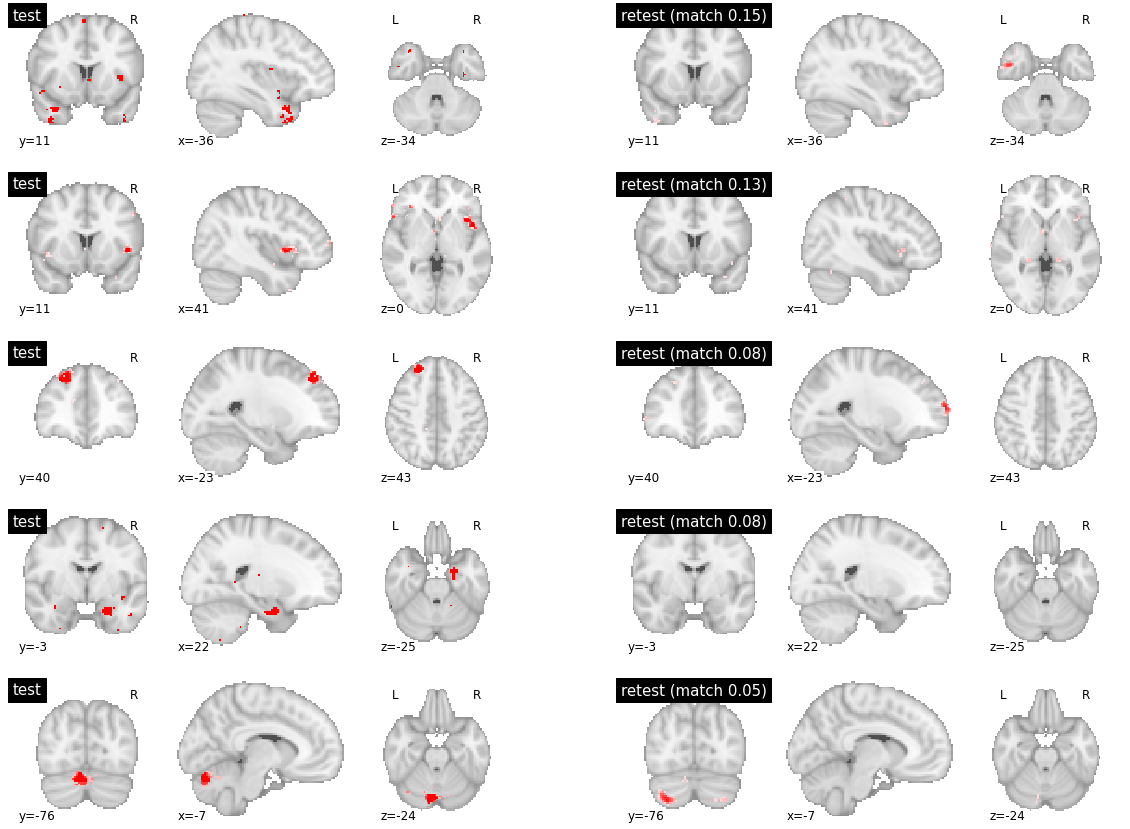 test
R
L
R
y=11
x=-36
z=-34
retest (match 0.15)
R
L
R
y=11
x=-36
z=-34
test
R
L
R
y=11
x=41
z=0
retest (match 0.13)
R
L
R
y=11
x=41
z=0
test
R
L
R
y=40
x=-23
z=43
retest (match 0.08)
R
L
R
y=40
x=-23
z=43
test
R
L
R
y=-3
x=22
z=-25
retest (match 0.08)
R
L
R
y=-3
x=22
z=-25
test
R
L
R
y=-76
x=-7
z=-24
retest (match 0.05)
R
L
R
y=-76
x=-7
z=-24